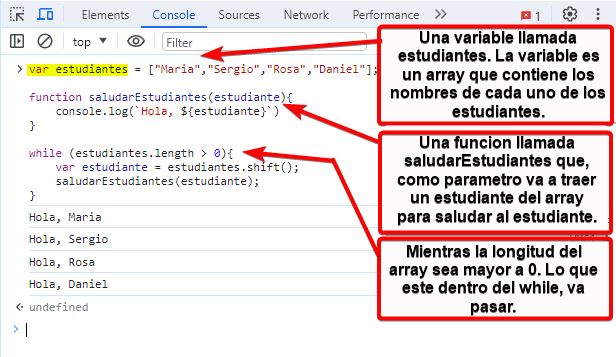 Elements Console Sources Network Performance » 1
top ▾ Filter
> var estudiantes = ["Maria","Sergio","Rosa","Daniel"];
function saludarEstudiantes(estudiante){
console.log(`Hola, ${estudiante}`)
}
while (estudiantes.length > 0){
var estudiante = estudiantes.shift();
saludarEstudiantes(estudiante);
}
Hola, Maria
Hola, Sergio
Hola, Rosa
Hola, Daniel
undefined
>
Una variable llamada
estudiantes. La variable es
un array que contiene los
nombres de cada uno de los
estudiantes.
Una funcion llamada
saludarEstudiantes que,
como parametro va a traer
un estudiante del array
para saludar al estudiante.
Mientras la longitud del
array sea mayor a 0. Lo que
este dentro del while, va
pasar.